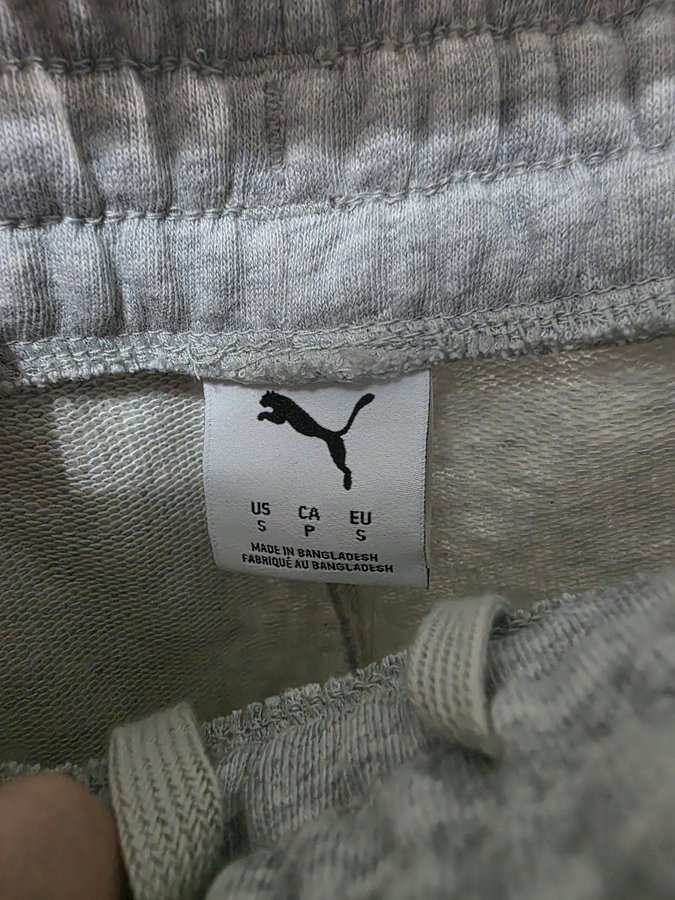 US CA EU
S P S
MADE IN BANGLADESH
FABRIQUÉ AU BANGLADESH